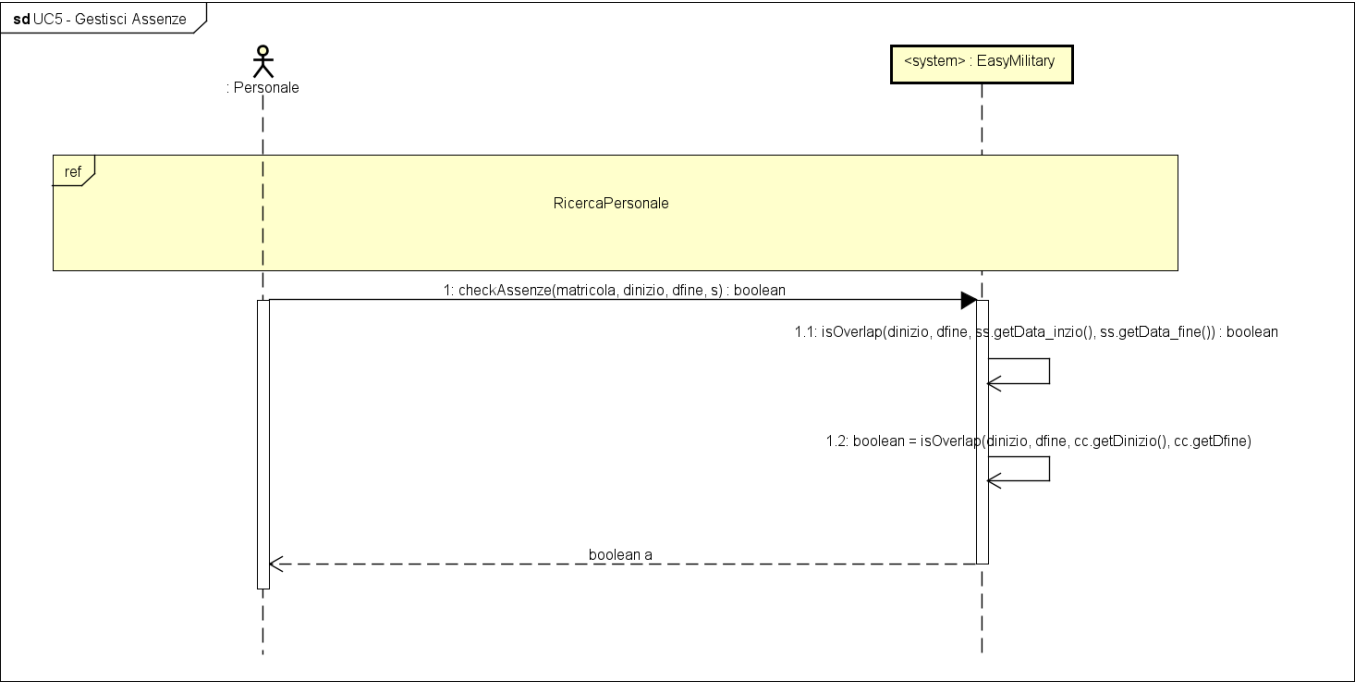 sd UC5 - Gestisci Assenze
: Personale
<system> : EasyMilitary
ref
RicercaPersonale
1: checkAssenze(matricola, dinizio, dfine, s) : boolean
1.1: isOverlap(dinizio, dfine, ss.getData_inzio(), ss.getData_fine()) : boolean
1.2: boolean = isOverlap(dinizio, dfine, cc.getDinizio(), cc.getDfine)
boolean a